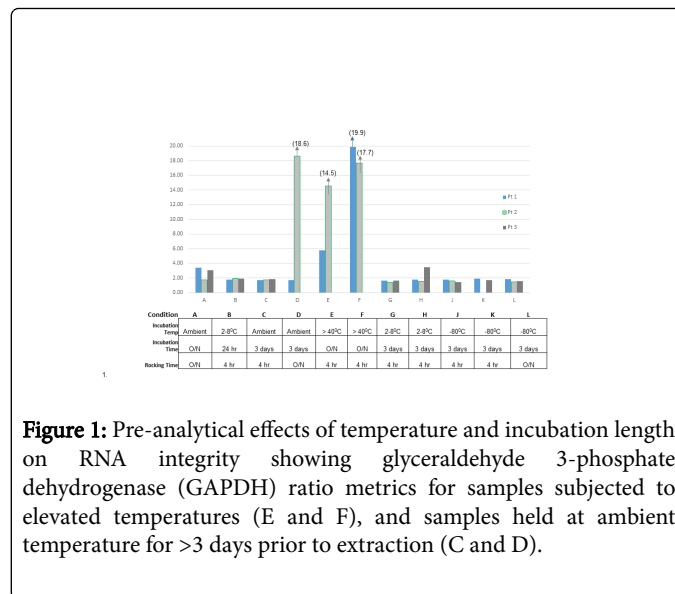 (19.9)
(18.6)
(17.7)
(14.5)
20.00
18.00
16.00
14.00
12.00
10.00
8.00
6.00
4.00
2.00
0.00
Pt 1
Pt 2
Pt 3
A B C D E F G H J K L
Condition A B C D E F G H J K L
Incubation Temp Ambient 2-8⁰C Ambient Ambient > 40⁰C > 40⁰C 2-8⁰C 2-8⁰C -80⁰C -80⁰C -80⁰C
Incubation Time O/N 24 hr 3 days 3 days O/N O/N 3 days 3 days 3 days 3 days 3 days
Rocking Time O/N 4 hr 4 hr O/N 4 hr 4 hr 4 hr 4 hr 4 hr 4 hr O/N
1.
Figure 1: Pre-analytical effects of temperature and incubation length
on RNA integrity showing glyceraldehyde 3-phosphate
dehydrogenase (GAPDH) ratio metrics for samples subjected to
elevated temperatures (E and F), and samples held at ambient
temperature for >3 days prior to extraction (C and D).